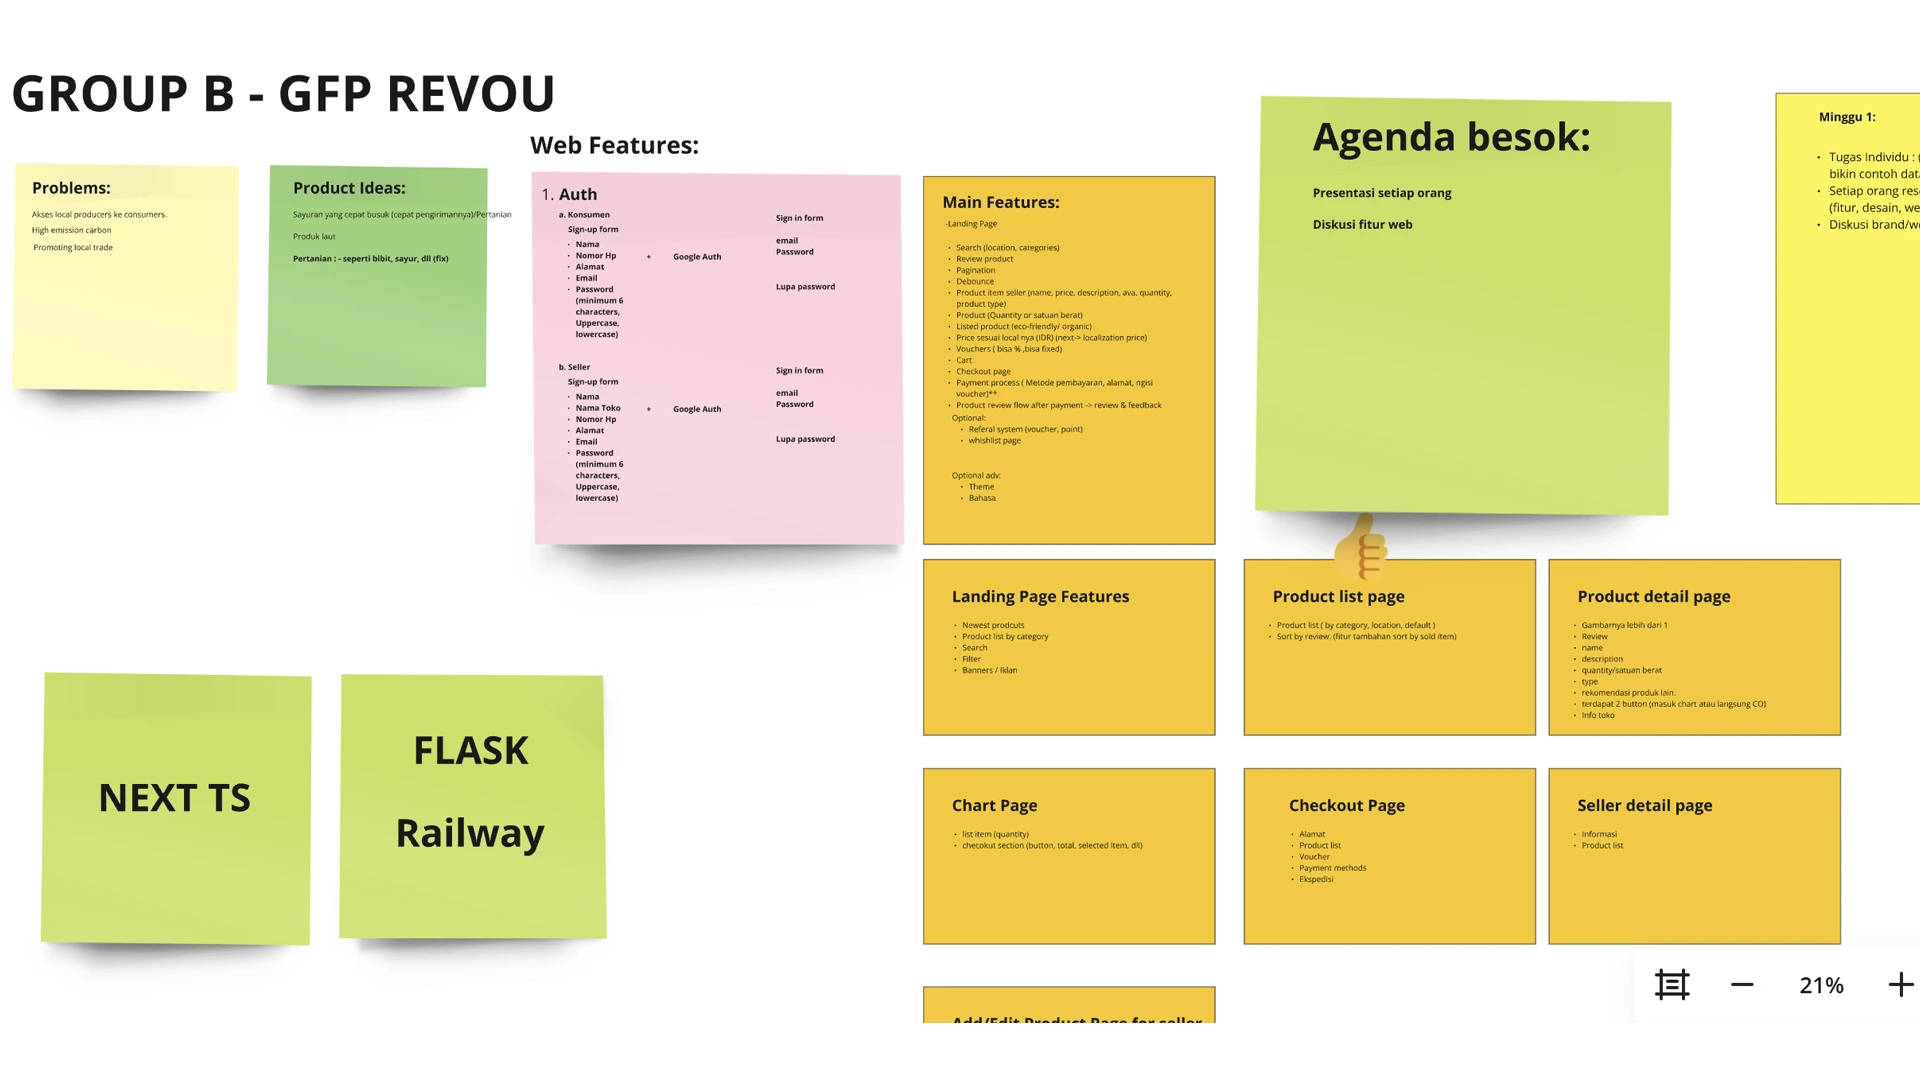 GROUP B - GFP REVOU
Problems:
Akses local producers ke consumers.
High emission carbon
Promoting local trade
Product Ideas:
Sayuran yang cepat busuk (cepat pengirimannya)/Pertanian
Produk laut
Pertanian : - seperti bibit, sayur, dll (fix)
Web Features:
1. Auth
a. Konsumen
Sign-up form
· Nama
· Nomor Hp
· Alamat
· Email
· Password
(minimum 6
characters,
Uppercase,
lowercase)
+ Google Auth
Sign in form
email
Password
Lupa password
b. Seller
Sign-up form
· Nama
· Nama Toko
· Nomor Hp
· Alamat
· Email
· Password
(minimum 6
characters,
Uppercase,
lowercase)
+ Google Auth
Sign in form
email
Password
Lupa password
Main Features:
-Landing Page
· Search (location, categories)
· Review product
· Pagination
· Debounce
· Product item seller (name, price, description, ava, quantity,
product type)
· Product (Quantity or satuan berat)
· Listed product (eco-friendly/ organic)
· Price sesuai local nya (IDR) (next-> localization price)
· Vouchers ( bisa % ,bisa fixed)
· Cart
· Checkout page
· Payment process ( Metode pembayaran, alamat, ngisi
voucher)**
· Product review flow after payment -> review & feedback
Optional:
· Referal system (voucher, point)
· whishlist page
Optional adv:
· Theme
· Bahasa
Agenda besok:
Presentasi setiap orang
Diskusi fitur web
Minggu 1:
· Tugas Individu : (
bikin contoh dat
· Setiap orang res
(fitur, desain, we
· Diskusi brand/w
Landing Page Features
· Newest prodcuts
· Product list by category
· Search
· Filter
· Banners / Iklan
Product list page
· Product list ( by category, location, default )
· Sort by review. (fitur tambahan sort by sold item)
Product detail page
· Gambarnya lebih dari 1
· Review
· name
· description
· quantity/satuan berat
· type
· rekomendasi produk lain.
· terdapat 2 button (masuk chart atau langsung CO)
· Info toko
NEXT TS
FLASK
Railway
Chart Page
· list item (quantity)
· checokut section (button, total, selected item, dll)
Checkout Page
· Alamat
· Product list
· Voucher
· Payment methods
· Ekspedisi
Seller detail page
· Informasi
· Product list
Add/Edit Product Page for seller
21%